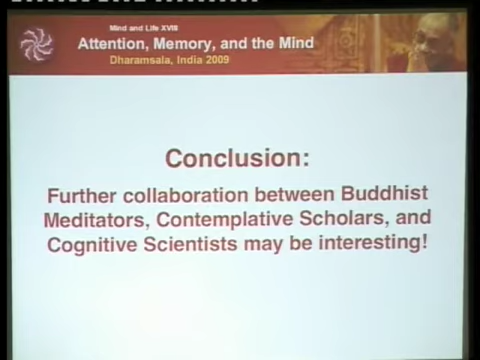 Mind and Life XVIII
Attention, Memory, and the Mind
Dharamsala, India 2009
Conclusion:
Further collaboration between Buddhist
Meditators, Contemplative Scholars, and
Cognitive Scientists may be interesting!